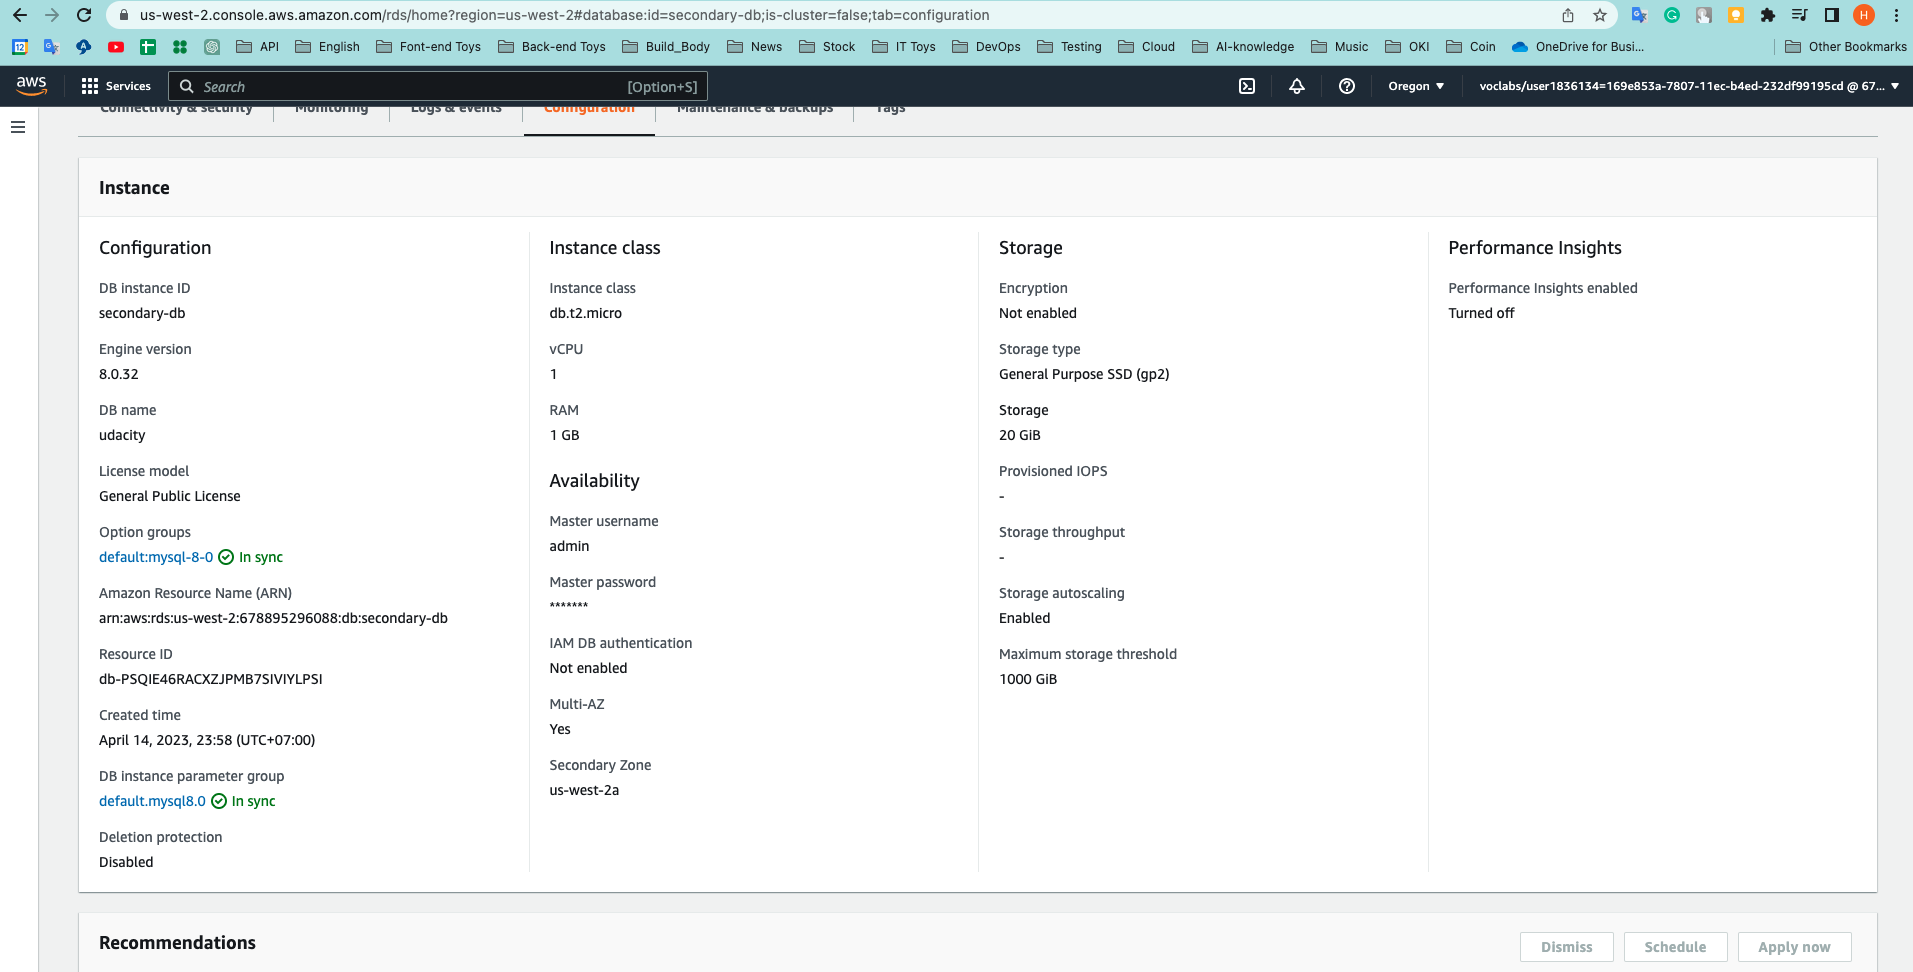 us-west-2.console.aws.amazon.com/rds/home?region=us-west-2#database:id=secondary-db;is-cluster=false;tab=configuration
API English Font-end Toys Back-end Toys Build_Body News Stock IT Toys DevOps Testing Cloud AI-knowledge Music OKI Coin OneDrive for Busi... Other Bookmarks
aws Services Search [Option+S] Oregon voclabs/user1836134=169e853a-7807-11ec-b4ed-232df99195cd @ 67...
Connectivity & security Monitoring Logs & events Configuration Maintenance & backups Tags
Instance
Configuration
DB instance ID
secondary-db
Engine version
8.0.32
DB name
udacity
License model
General Public License
Option groups
default:mysql-8-0 In sync
Amazon Resource Name (ARN)
arn:aws:rds:us-west-2:678895296088:db:secondary-db
Resource ID
db-PSQIE46RACXZJPMB7SIVIYLPSI
Created time
April 14, 2023, 23:58 (UTC+07:00)
DB instance parameter group
default.mysql8.0 In sync
Deletion protection
Disabled
Instance class
Instance class
db.t2.micro
vCPU
1
RAM
1 GB
Availability
Master username
admin
Master password
*******
IAM DB authentication
Not enabled
Multi-AZ
Yes
Secondary Zone
us-west-2a
Storage
Encryption
Not enabled
Storage type
General Purpose SSD (gp2)
Storage
20 GiB
Provisioned IOPS
-
Storage throughput
-
Storage autoscaling
Enabled
Maximum storage threshold
1000 GiB
Performance Insights
Performance Insights enabled
Turned off
Recommendations
Dismiss Schedule Apply now